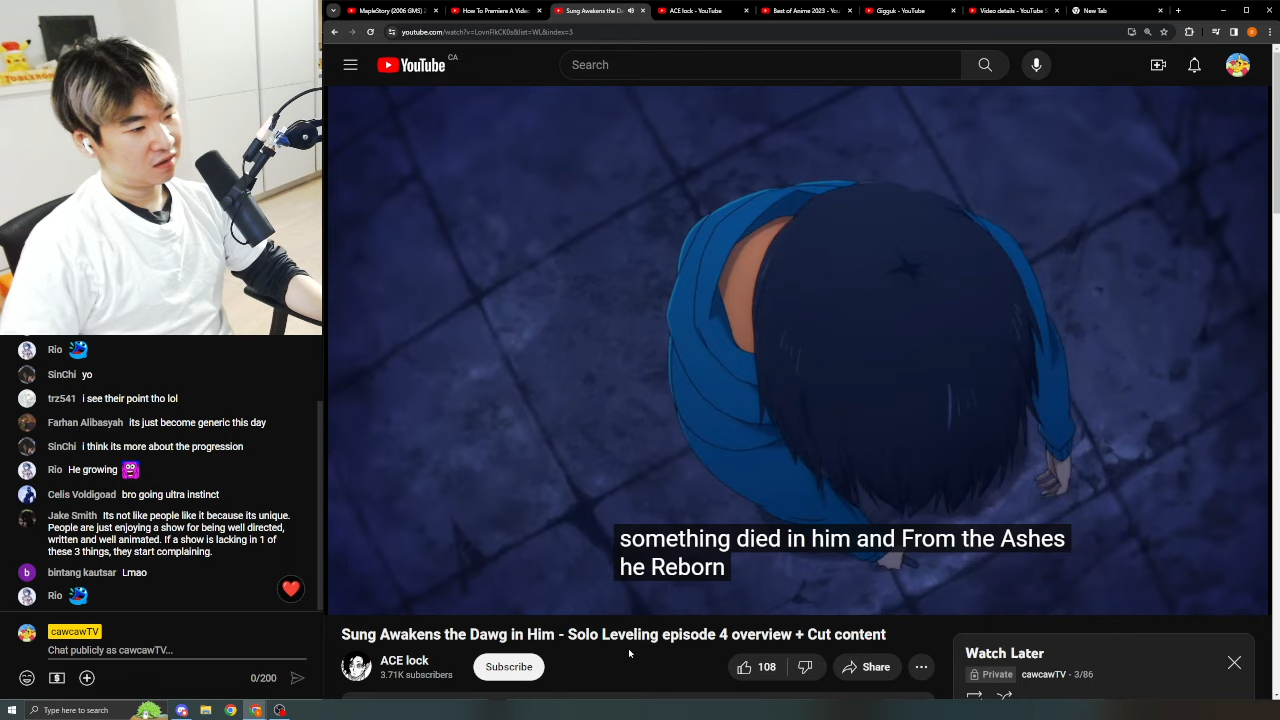 MapleStory (2006 GMS) 2
How To Premiere A Video
Sung Awakens the Da
ACE lock - YouTube
Best of Anime 2023 - You
Gigguk - YouTube
Video details - YouTube S
New Tab
youtube.com/watch?v=LovnFlkCK0s&list=WL&index=3
YouTube
CA
Search
something died in him and From the Ashes
he Reborn
Rio
SinChi yo
trz541 i see their point tho lol
Farhan Alibasyah its just become generic this day
SinChi i think its more about the progression
Rio He growing
Celis Voldigoad bro going ultra instinct
Jake Smith Its not like people like it because its unique.
People are just enjoying a show for being well directed,
written and well animated. If a show is lacking in 1 of
these 3 things, they start complaining.
bintang kautsar Lmao
Rio
cawcawTV
Chat publicly as cawcawTV...
0/200
Sung Awakens the Dawg in Him - Solo Leveling episode 4 overview + Cut content
ACE lock
3.71K subscribers
Subscribe
108
Share
Watch Later
Private cawcawTV - 3/86
Type here to search